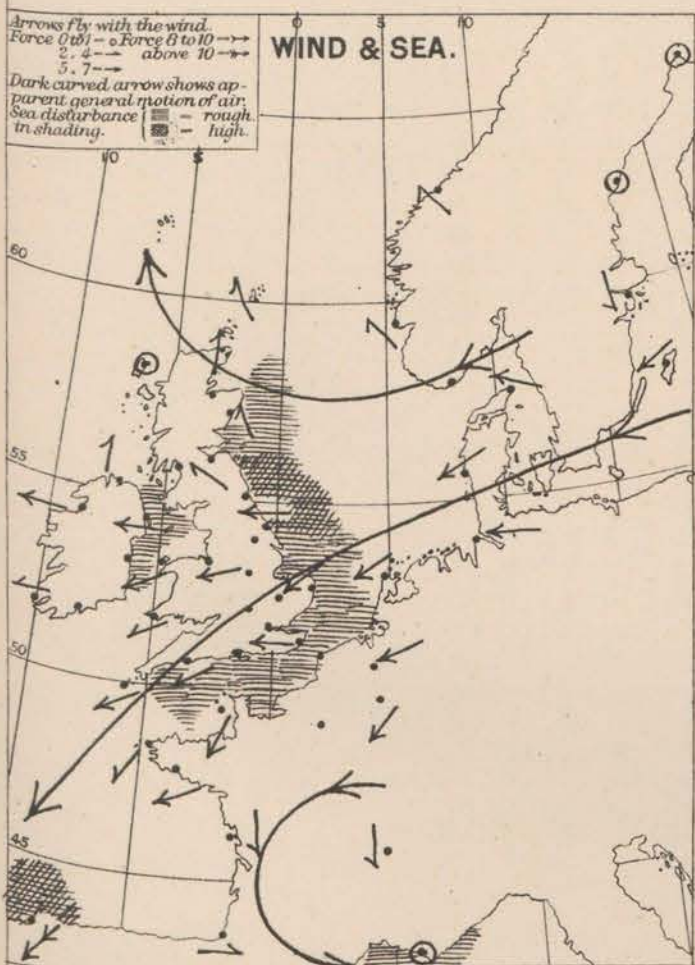 0 10
WIND & SEA.
Arrows fly with the wind.
Force 0 to 1 - o Force 8 to 10
2. 4 above 10
5. 7
Dark curved arrow shows ap-
parent general motion of air.
Sea disturbance - rough.
in shading. - high.
10 5
60
55
50
45